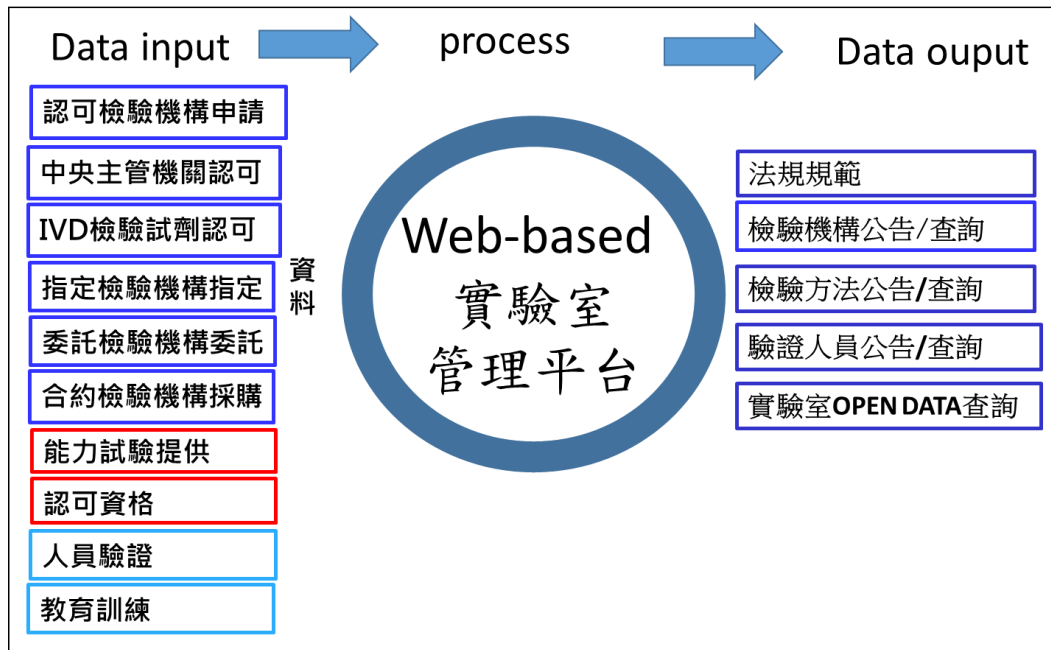 Data input
process
Data ouput
認可檢驗機構申請
中央主管機關認可
IVD檢驗試劑認可
指定檢驗機構指定
委託檢驗機構委託
合約檢驗機構採購
能力試驗提供
認可資格
人員驗證
教育訓練
資
料
Web-based
實驗室
管理平台
法規規範
檢驗機構公告/查詢
檢驗方法公告/查詢
驗證人員公告/查詢
實驗室OPEN DATA查詢